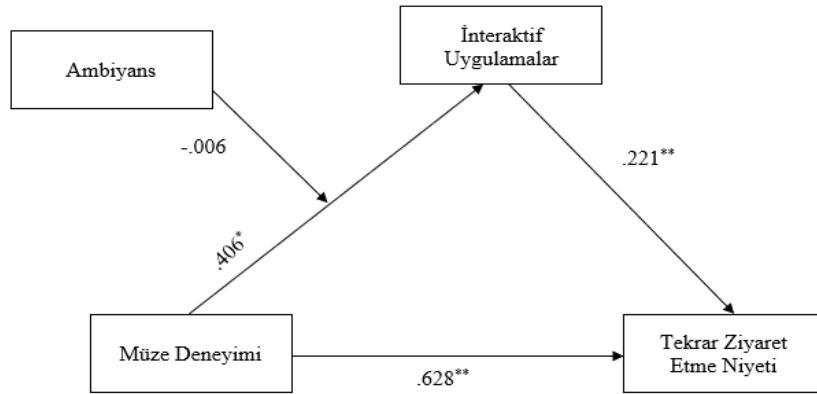 İnteraktif
Uygulamalar
Ambiyans
-.006
.221**
.406*
Müze Deneyimi
Tekrar Ziyaret
Etme Niyeti
.628**